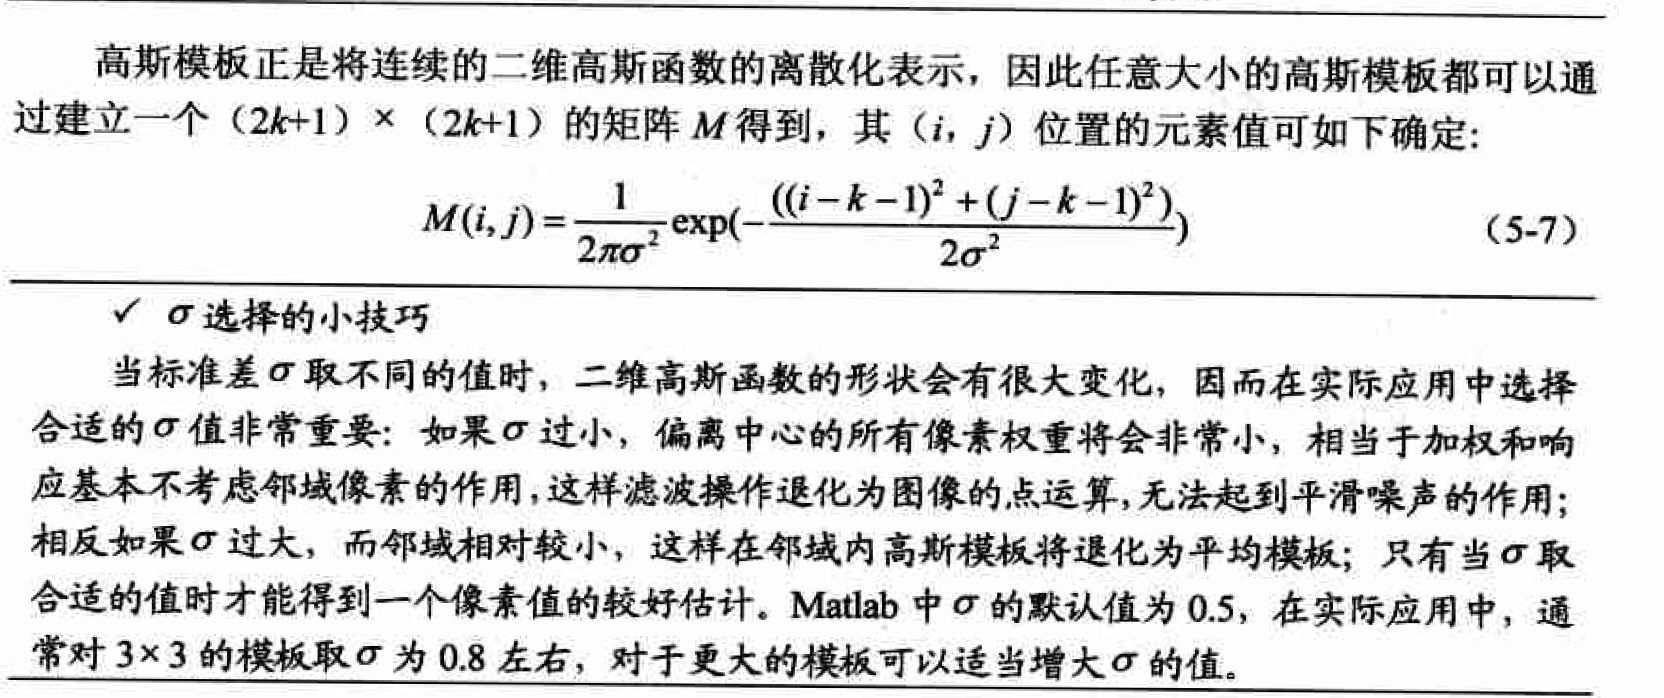 高斯模板正是将连续的二维高斯函数的离散化表示，因此任意大小的高斯模板都可以通
过建立一个（2k+1）×（2k+1）的矩阵 M 得到，其（i，j）位置的元素值可如下确定:
M(i, j) = \frac{1}{2πσ^2} exp(-\frac{((i-k-1)^2+(j-k-1)^2)}{2σ^2}) （5-7）
✓ σ选择的小技巧
当标准差σ取不同的值时，二维高斯函数的形状会有很大变化，因而在实际应用中选择
合适的σ值非常重要：如果σ过小，偏离中心的所有像素权重将会非常小，相当于加权和响
应基本不考虑邻域像素的作用,这样滤波操作退化为图像的点运算,无法起到平滑噪声的作用;
相反如果σ过大，而邻域相对较小，这样在邻域内高斯模板将退化为平均模板；只有当σ取
合适的值时才能得到一个像素值的较好估计。Matlab 中σ的默认值为 0.5，在实际应用中，通
常对 3×3 的模板取σ为 0.8 左右，对于更大的模板可以适当增大σ的值。